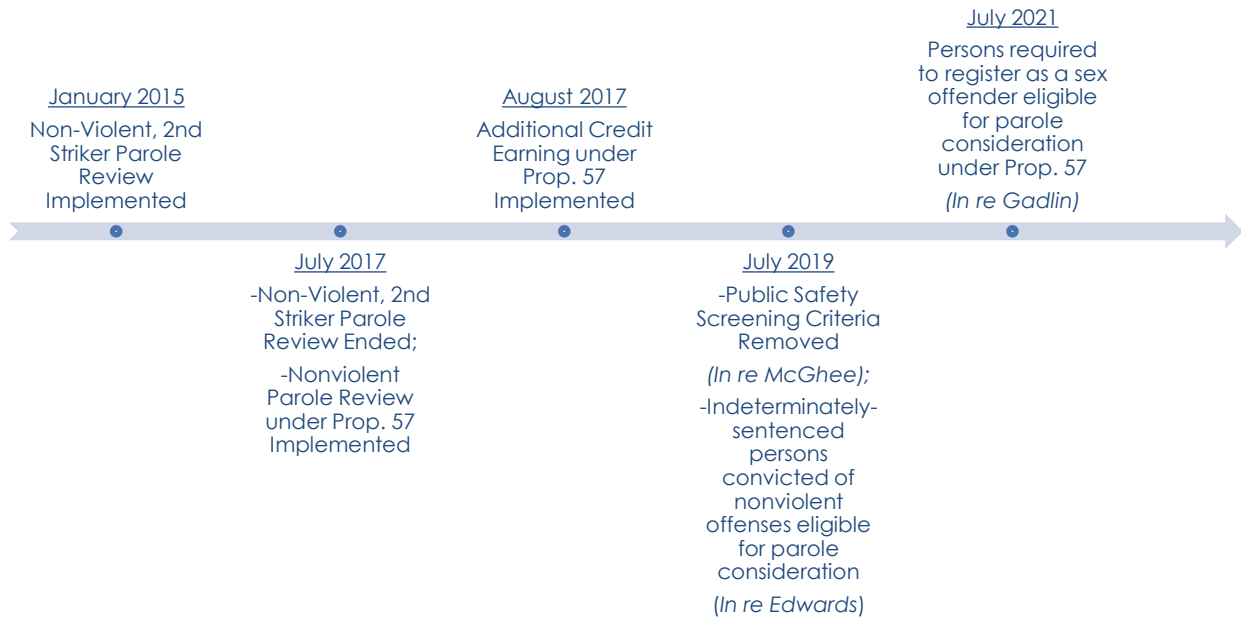 January 2015
Non-Violent, 2nd
Striker Parole
Review
Implemented
July 2017
-Non-Violent, 2nd
Striker Parole
Review Ended;
-Nonviolent
Parole Review
under Prop. 57
Implemented
August 2017
Additional Credit
Earning under
Prop. 57
Implemented
July 2019
-Public Safety
Screening Criteria
Removed
(In re McGhee);
-Indeterminately-
sentenced
persons
convicted of
nonviolent
offenses eligible
for parole
consideration
(In re Edwards)
July 2021
Persons required
to register as a sex
offender eligible
for parole
consideration
under Prop. 57
(In re Gadlin)